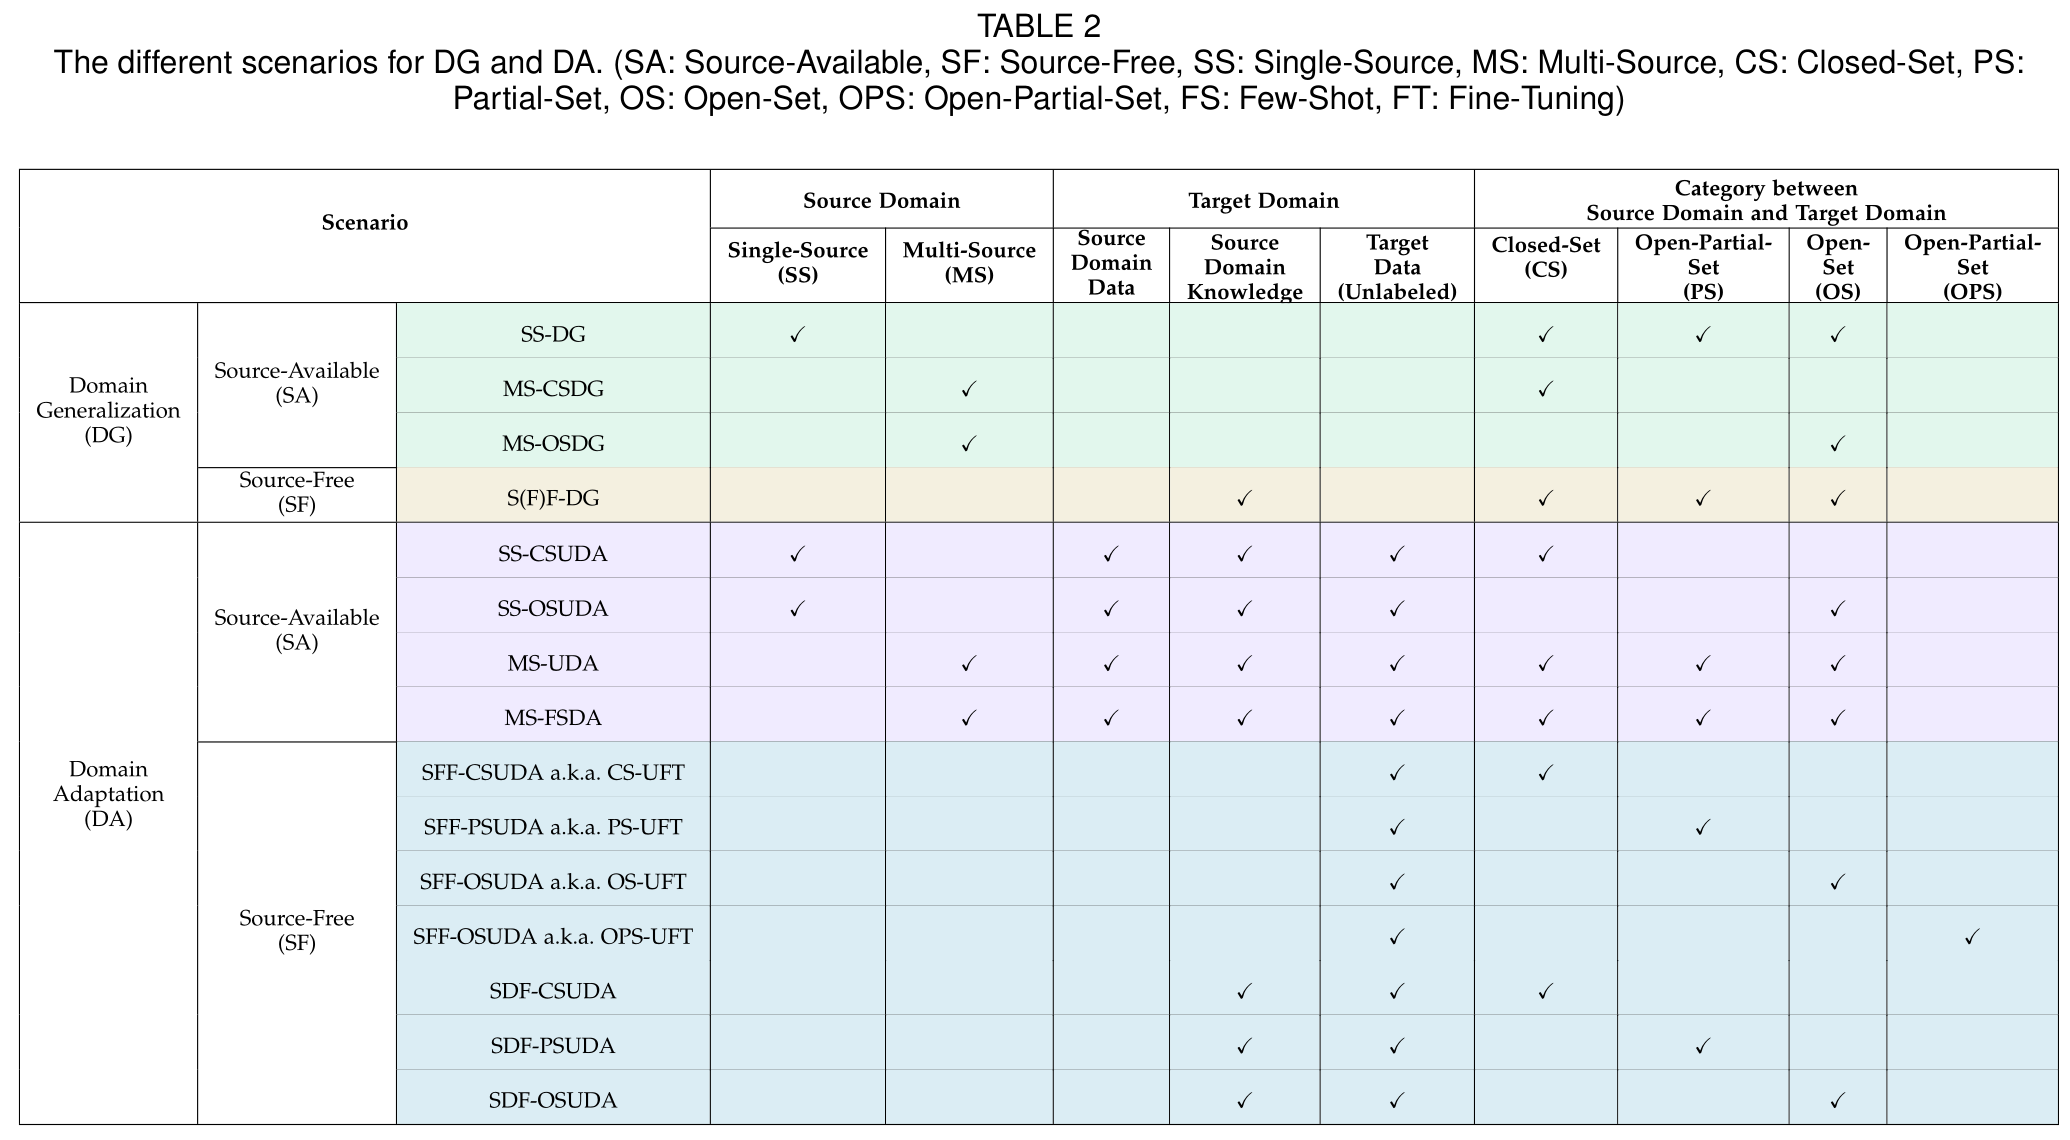 TABLE 2
The different scenarios for DG and DA. (SA: Source-Available, SF: Source-Free, SS: Single-Source, MS: Multi-Source, CS: Closed-Set, PS:
Partial-Set, OS: Open-Set, OPS: Open-Partial-Set, FS: Few-Shot, FT: Fine-Tuning)
Scenario
Source Domain
Target Domain
Category between
Source Domain and Target Domain
Single-Source
(SS)
Multi-Source
(MS)
Source
Domain
Data
Source
Domain
Knowledge
Target
Data
(Unlabeled)
Closed-Set
(CS)
Open-Partial-
Set
(PS)
Open-
Set
(OS)
Open-Partial-
Set
(OPS)
Domain
Generalization
(DG)
Source-Available
(SA)
SS-DG ✓ ✓ ✓ ✓
MS-CSDG ✓ ✓
MS-OSDG ✓ ✓
Source-Free
(SF)
S(F)F-DG ✓ ✓ ✓ ✓
Domain
Adaptation
(DA)
Source-Available
(SA)
SS-CSUDA ✓ ✓ ✓ ✓ ✓
SS-OSUDA ✓ ✓ ✓ ✓ ✓
MS-UDA ✓ ✓ ✓ ✓ ✓ ✓ ✓
MS-FSDA ✓ ✓ ✓ ✓ ✓ ✓ ✓
Source-Free
(SF)
SFF-CSUDA a.k.a. CS-UFT ✓ ✓
SFF-PSUDA a.k.a. PS-UFT ✓ ✓
SFF-OSUDA a.k.a. OS-UFT ✓ ✓
SFF-OSUDA a.k.a. OPS-UFT ✓ ✓
SDF-CSUDA ✓ ✓ ✓
SDF-PSUDA ✓ ✓ ✓
SDF-OSUDA ✓ ✓ ✓